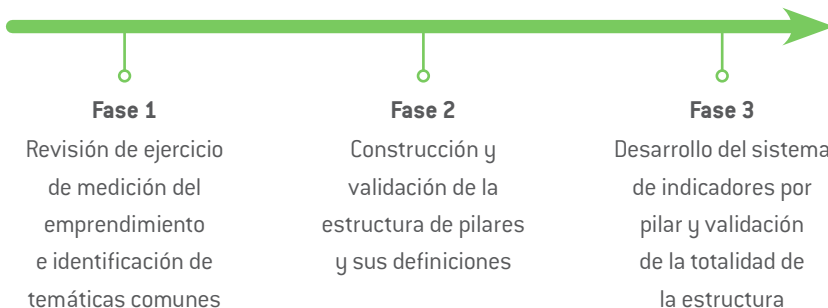 Fase 1
Revisión de ejercicio
de medición del
emprendimiento
e identificación de
temáticas comunes
Fase 2
Construcción y
validación de la
estructura de pilares
y sus definiciones
Fase 3
Desarrollo del sistema
de indicadores por
pilar y validación
de la totalidad de
la estructura